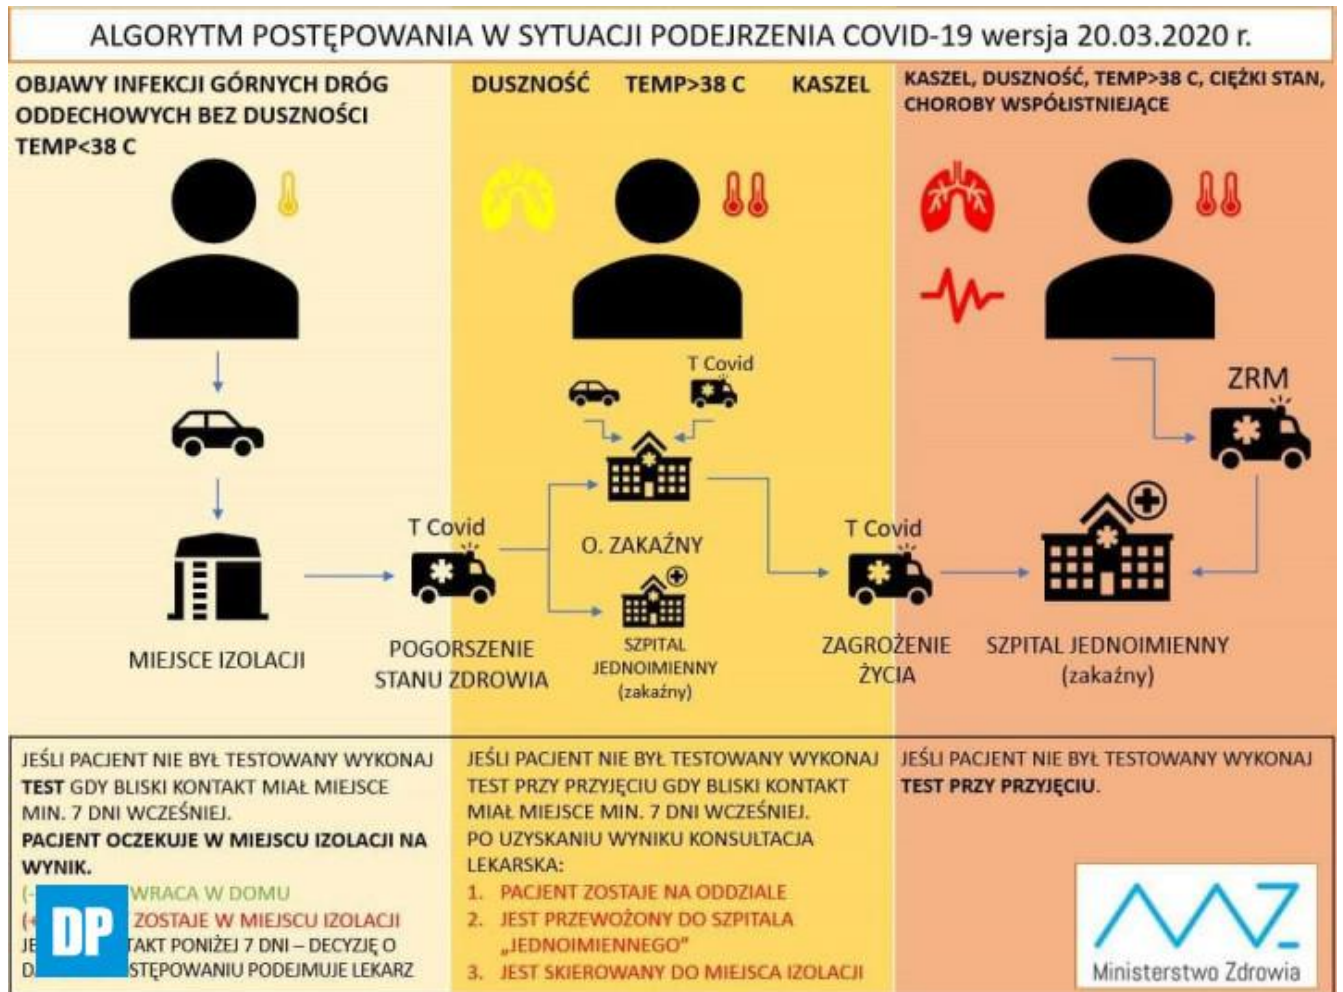 ALGORYTM POSTĘPOWANIA W SYTUACJI PODEJRZENIA COVID-19 wersja 20.03.2020 r.
OBJAWY INFEKCJI GÓRNYCH DRÓG
ODDECHOWYCH BEZ DUSZNOŚCI
TEMP<38 C
DUSZNOŚĆ TEMP>38 C KASZEL
KASZEL, DUSZNOŚĆ, TEMP>38 C, CIĘŻKI STAN,
CHOROBY WSPÓŁISTNIEJĄCE
T Covid
ZRM
T Covid
O. ZAKAŹNY
T Covid
MIEJSCE IZOLACJI
POGORSZENIE
STANU ZDROWIA
SZPITAL
JEDNOIMIENNY
(zakaźny)
ZAGROŻENIE
ŻYCIA
SZPITAL JEDNOIMIENNY
(zakaźny)
JEŚLI PACJENT NIE BYŁ TESTOWANY WYKONAJ
TEST GDY BLISKI KONTAKT MIAŁ MIEJSCE
MIN. 7 DNI WCZEŚNIEJ.
PACJENT OCZEKUJE W MIEJSCU IZOLACJI NA
WYNIK.
WRACA W DOMU
ZOSTAJE W MIEJSCU IZOLACJI
PONIŻEJ 7 DNI – DECYZJĘ O
PODEJMUJE LEKARZ
DP
JEŚLI PACJENT NIE BYŁ TESTOWANY WYKONAJ
TEST PRZY PRZYJĘCIU GDY BLISKI KONTAKT
MIAŁ MIEJSCE MIN. 7 DNI WCZEŚNIEJ.
PO UZYSKANIU WYNIKU KONSULTACJA
LEKARSKA:
1. PACJENT ZOSTAJE NA ODDZIALE
2. JEST PRZEWOŻONY DO SZPITALA
„JEDNOIMIENNEGO”
3. JEST SKIEROWANY DO MIEJSCA IZOLACJI
JEŚLI PACJENT NIE BYŁ TESTOWANY WYKONAJ
TEST PRZY PRZYJĘCIU.
Ministerstwo Zdrowia